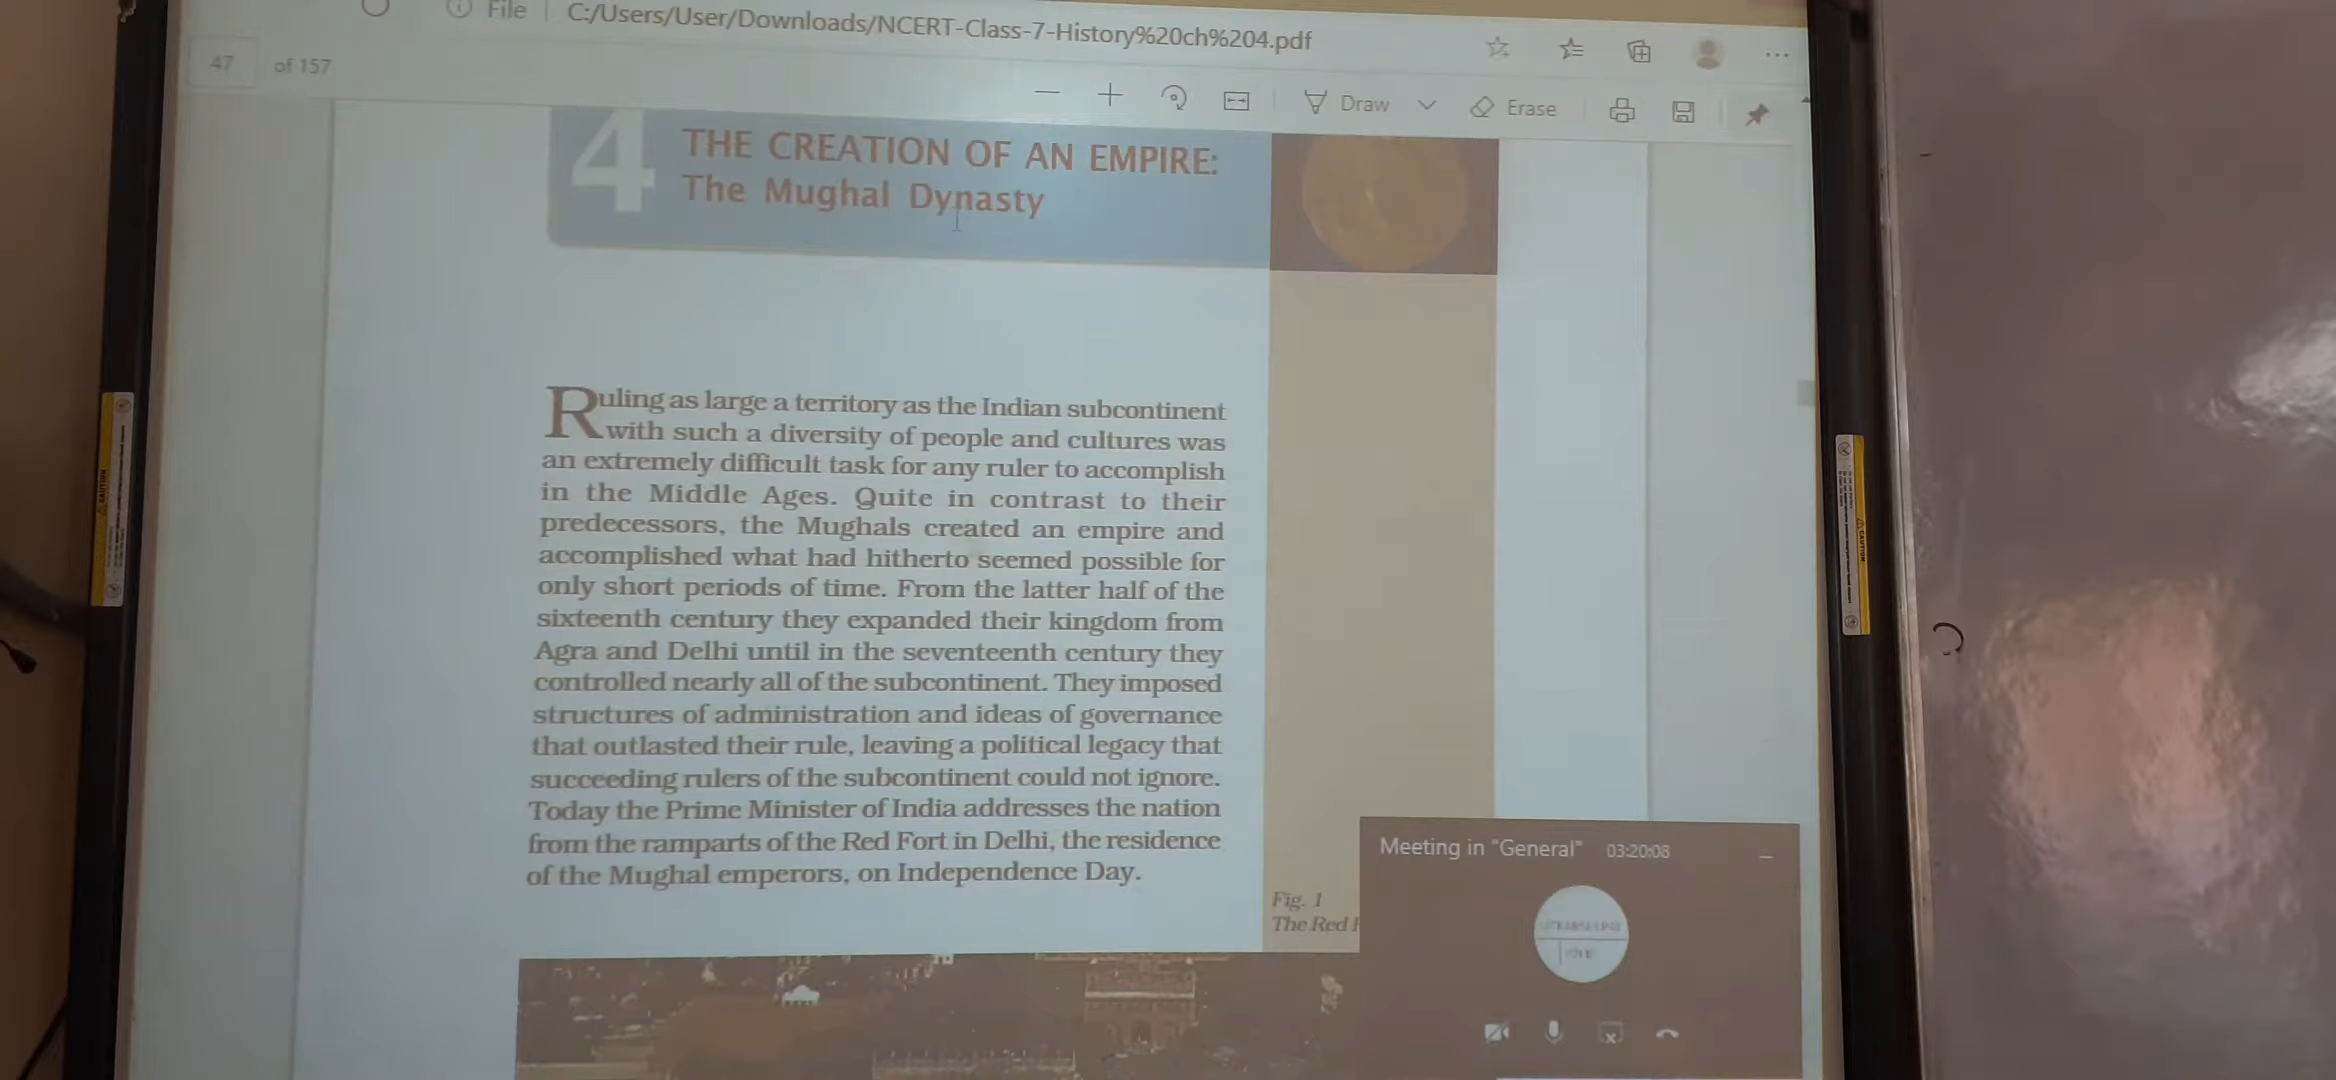 File
C:/Users/User/Downloads/NCERT-Class-7-History%20ch%204.pdf
47 of 157
Draw
Erase
4
THE CREATION OF AN EMPIRE:
The Mughal Dynasty
Ruling as large a territory as the Indian subcontinent
with such a diversity of people and cultures was
an extremely difficult task for any ruler to accomplish
in the Middle Ages. Quite in contrast to their
predecessors, the Mughals created an empire and
accomplished what had hitherto seemed possible for
only short periods of time. From the latter half of the
sixteenth century they expanded their kingdom from
Agra and Delhi until in the seventeenth century they
controlled nearly all of the subcontinent. They imposed
structures of administration and ideas of governance
that outlasted their rule, leaving a political legacy that
succeeding rulers of the subcontinent could not ignore.
Today the Prime Minister of India addresses the nation
from the ramparts of the Red Fort in Delhi, the residence
of the Mughal emperors, on Independence Day.
Fig. 1
The Red
Meeting in "General" 03:20:08
CAUTION
CAUTION